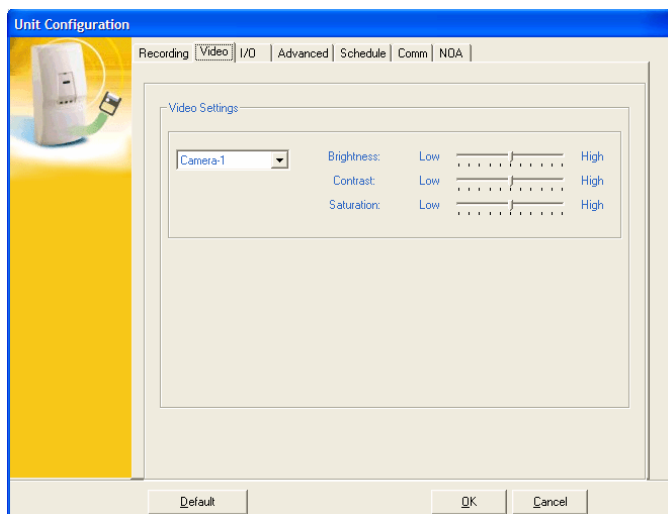 Unit Configuration
Recording Video I/O Advanced Schedule Comm NOA
Video Settings
Camera-1 Brightness: Low High
Contrast: Low High
Saturation: Low High
Default OK Cancel